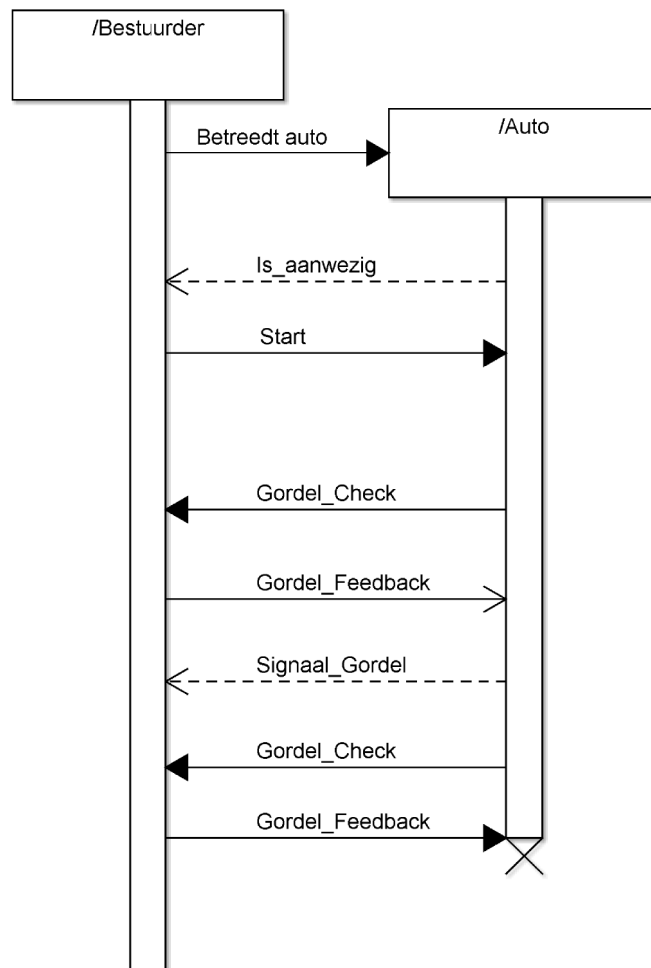 /Bestuurder
/Auto
Betreedt auto
Is_aanwezig
Start
Gordel_Check
Gordel_Feedback
Signaal_Gordel
Gordel_Check
Gordel_Feedback